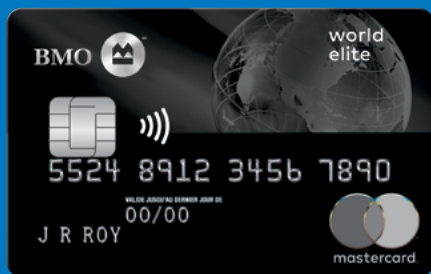 world
elite
BMO
5524 8912 3456 7890
VALIDE JUSQU'AU DERNIER JOUR DE
00/00
J R ROY
mastercard